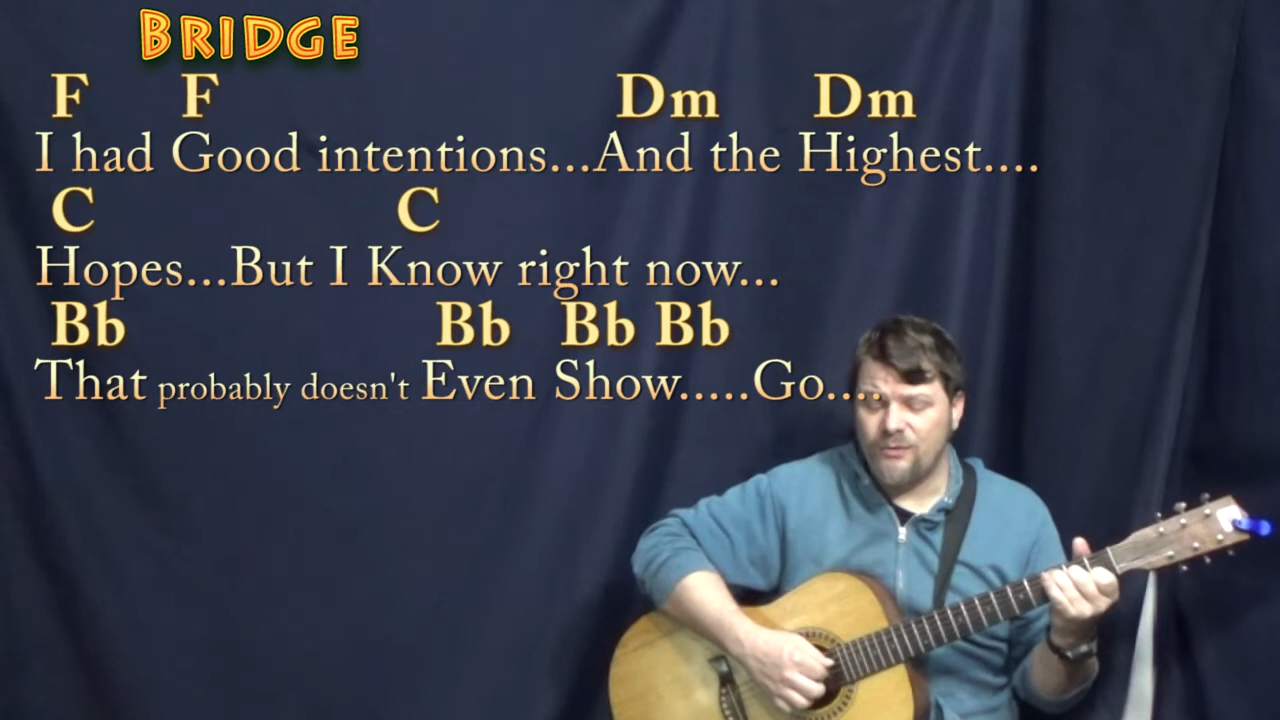 BRIDGE
F F Dm Dm
I had Good intentions...And the Highest....
C C
Hopes...But I Know right now...
Bb Bb Bb Bb
That probably doesn't Even Show.....Go....